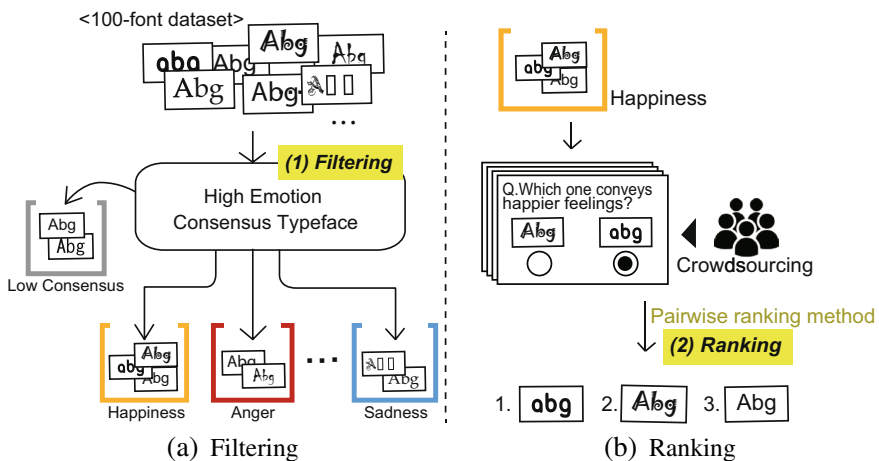 <100-font dataset>
abg
Abg
Abg
Abg
Abg
Abg
...
(1) Filtering
High Emotion
Consensus Typeface
Abg
Abg
Low Consensus
Abg
abg
Abg
Happiness
Abg
Abg
Anger
...
Abg
Sadness
(a) Filtering
Abg
abg
Abg
Happiness
Q.Which one conveys
happier feelings?
Abg
abg
Crowdsourcing
Pairwise ranking method
(2) Ranking
1. abg 2. Abg 3. Abg
(b) Ranking